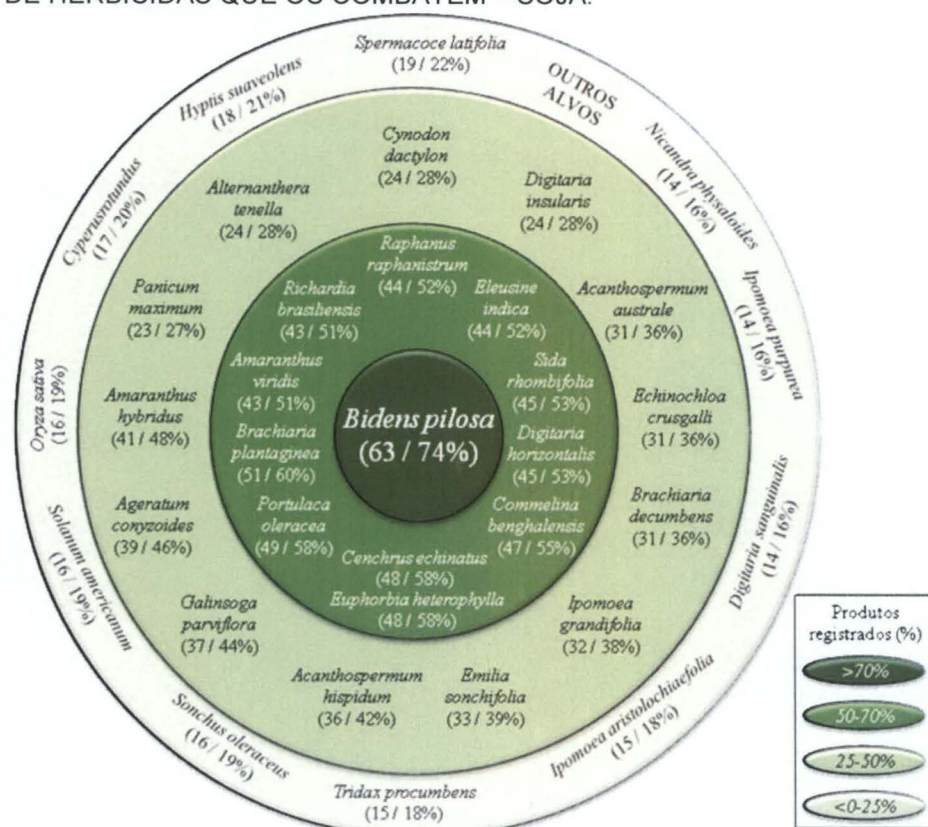 DE HERBICIDAS QUE OS COMBATEM – SOJA.
Spermacoce latifolia
(19 / 22%)
OUTROS
ALVOS
Nicandra physaloides
(14 / 16%)
Ipomoea purpurea
(14 / 16%)
Digitaria sanguinalis
(14 / 16%)
Ipomoea aristolochiaefolia
(15 / 18%)
Tridax procumbens
(15 / 18%)
Sonchus oleraceus
(16 / 19%)
Solanum americanum
(16 / 19%)
Oryza sativa
(16 / 19%)
Cyperusrotundus
(17 / 20%)
Hyptis suaveolens
(18 / 21%)
Cynodon
dactylon
(24 / 28%)
Digitaria
insularis
(24 / 28%)
Acanthospermum
australe
(31 / 36%)
Echinochloa
crusgalli
(31 / 36%)
Brachiaria
decumbens
(31 / 36%)
Ipomoea
grandifolia
(32 / 38%)
Emilia
sonchifolia
(33 / 39%)
Acanthospermum
hispidum
(36 / 42%)
Galinsoga
parviflora
(37 / 44%)
Ageratum
conyzoides
(39 / 46%)
Amaranthus
hybridus
(41 / 48%)
Panicum
maximum
(23 / 27%)
Alternanthera
tenella
(24 / 28%)
Raphanus
raphanistrum
(44 / 52%)
Eleusine
indica
(44 / 52%)
Sida
rhombifolia
(45 / 53%)
Digitaria
horizontalis
(45 / 53%)
Commelina
benghalensis
(47 / 55%)
Cenchrus echinatus
(48 / 58%)
Euphorbia heterophylla
(48 / 58%)
Portulaca
oleracea
(49 / 58%)
Brachiaria
plantaginea
(51 / 60%)
Amaranthus
viridis
(43 / 51%)
Richardia
brasiliensis
(43 / 51%)
Bidens pilosa
(63 / 74%)
Produtos
registrados (%)
>70%
50-70%
25-50%
<0-25%